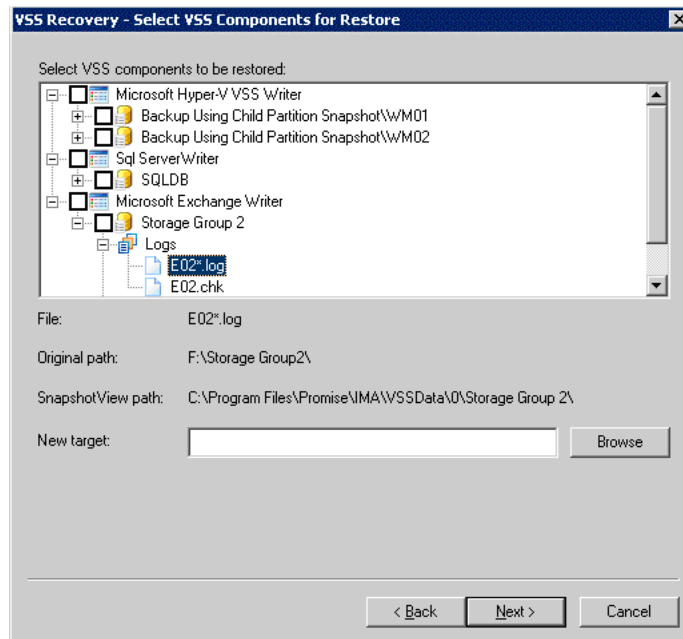 VSS Recovery - Select VSS Components for Restore
Select VSS components to be restored:
Microsoft Hyper-V VSS Writer
Backup Using Child Partition Snapshot\WM01
Backup Using Child Partition Snapshot\WM02
Sql ServerWriter
SQLDB
Microsoft Exchange Writer
Storage Group 2
Logs
E02*.log
E02.chk
File: E02*.log
Original path: F:\Storage Group2\
SnapshotView path: C:\Program Files\Promise\IMA\VSSData\0\Storage Group 2\
New target: Browse
< Back Next > Cancel